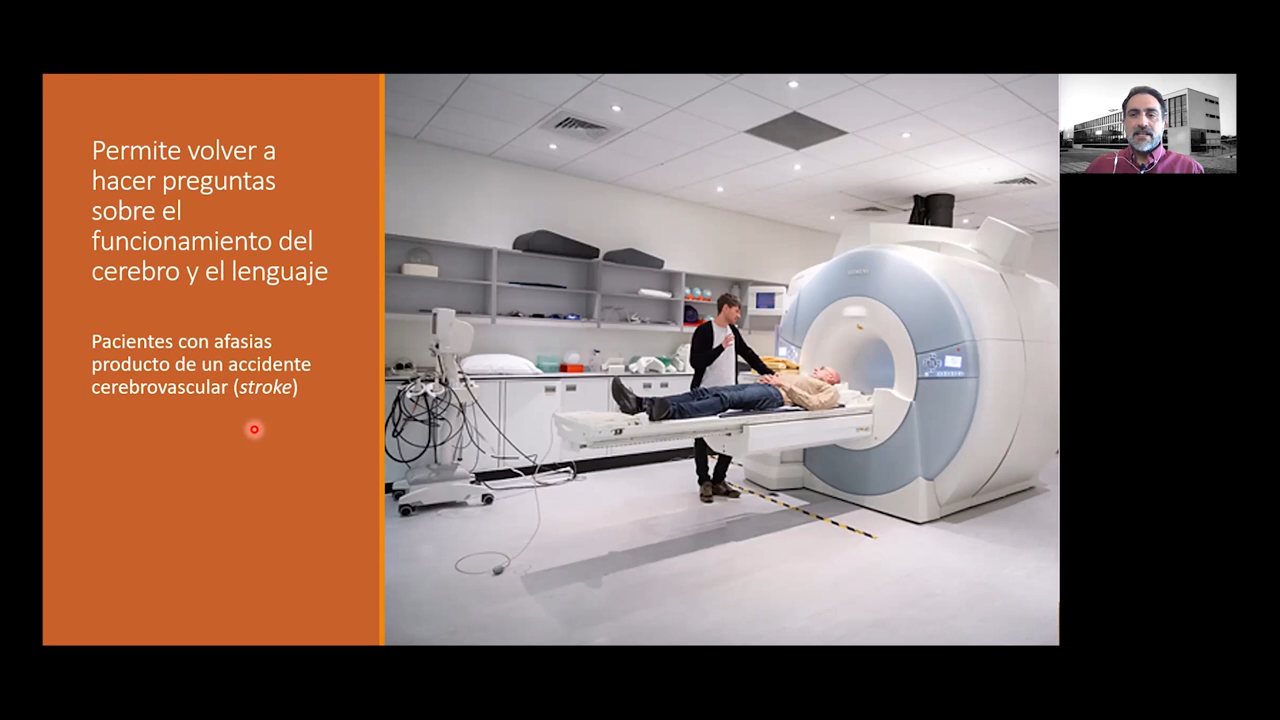 Permite volver a
hacer preguntas
sobre el
funcionamiento del
cerebro y el lenguaje
Pacientes con afasias
producto de un accidente
cerebrovascular (stroke)
SIEMENS